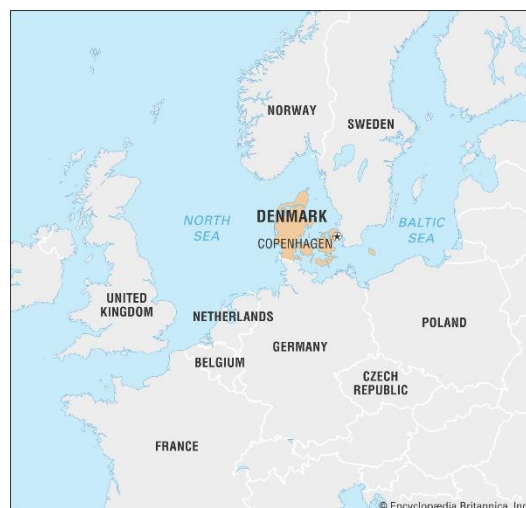 NORWAY
SWEDEN
NORTH
SEA
DENMARK
COPENHAGEN
BALTIC
SEA
UNITED
KINGDOM
NETHERLANDS
BELGIUM
GERMANY
POLAND
CZECH
REPUBLIC
FRANCE
© Encyclopædia Britannica, Inc.